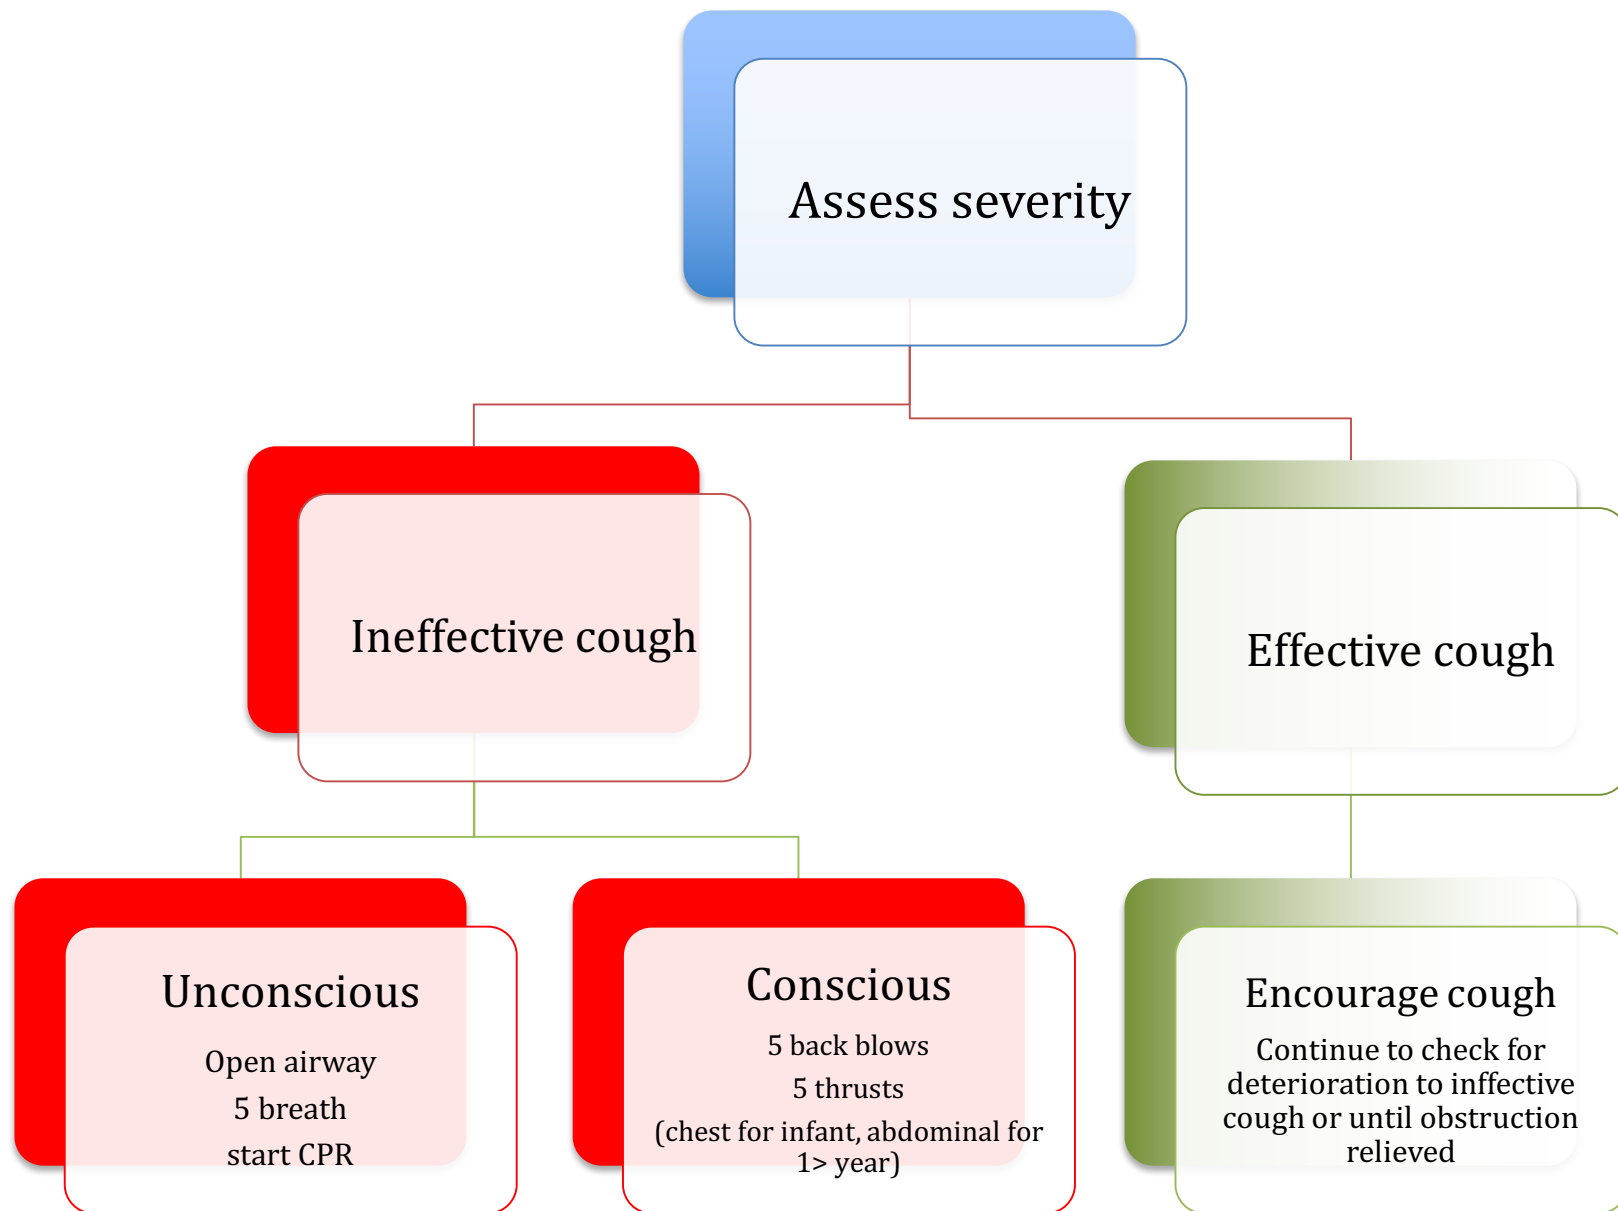 Assess severity
Ineffective cough
Effective cough
Unconscious
Open airway
5 breath
start CPR
Conscious
5 back blows
5 thrusts
(chest for infant, abdominal for
1> year)
Encourage cough
Continue to check for
deterioration to inffective
cough or until obstruction
relieved